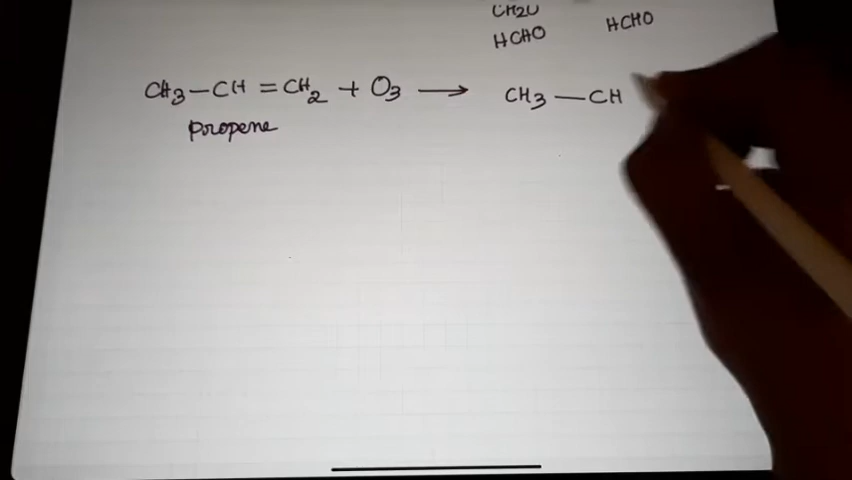 CH2O
HCHO HCHO
CH3—CH=CH2 + O3 ⟶ CH3—CH
propene